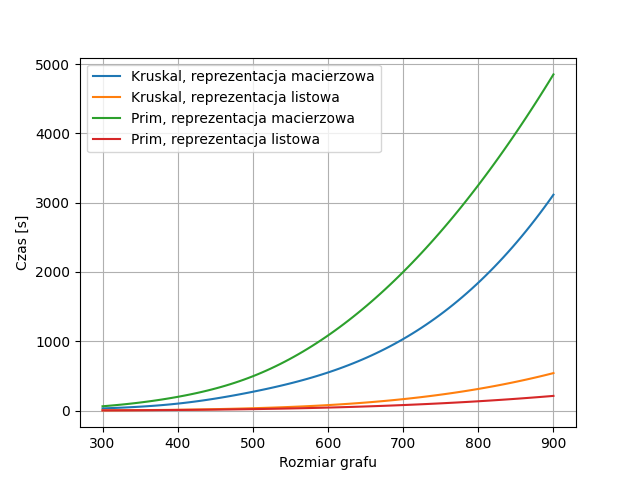 5000
4000
3000
2000
1000
0
Czas [s]
Kruskal, reprezentacja macierzowa
Kruskal, reprezentacja listowa
Prim, reprezentacja macierzowa
Prim, reprezentacja listowa
300 400 500 600 700 800 900
Rozmiar grafu